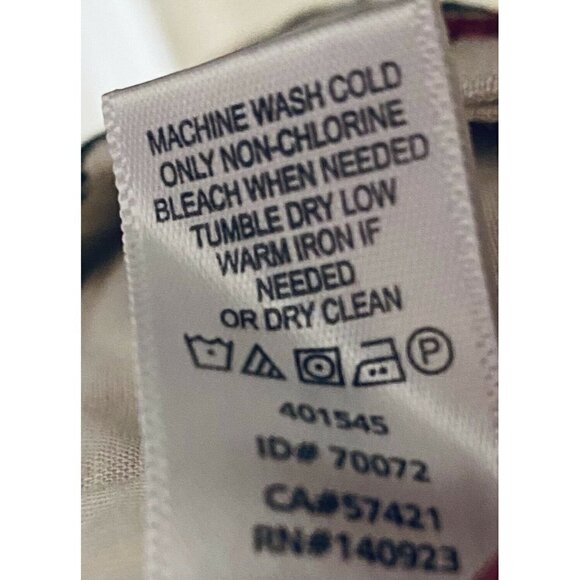 MACHINE WASH COLD
ONLY NON-CHLORINE
BLEACH WHEN NEEDED
TUMBLE DRY LOW
WARM IRON IF
NEEDED
OR DRY CLEAN
P
401545
ID# 70072
CA#57421
RN#140923